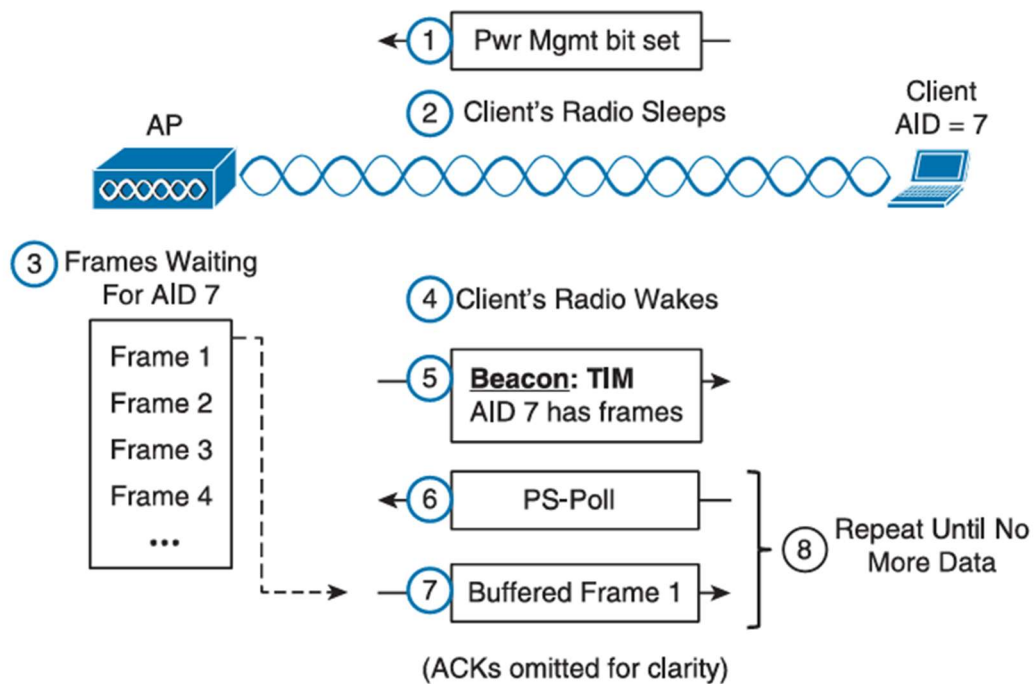 1 Pwr Mgmt bit set
2 Client's Radio Sleeps
AP
Client
AID = 7
3 Frames Waiting
For AID 7
Frame 1
Frame 2
Frame 3
Frame 4
...
4 Client's Radio Wakes
5 Beacon: TIM
AID 7 has frames
6 PS-Poll
7 Buffered Frame 1
8 Repeat Until No
More Data
(ACKs omitted for clarity)